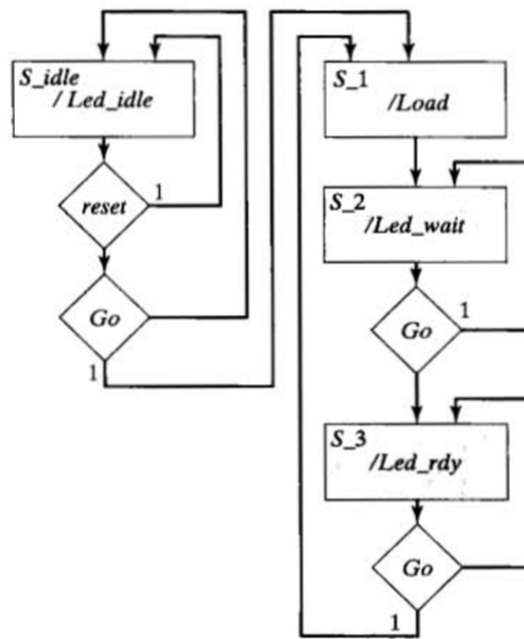 S_idle
/ Led_idle
reset
1
Go
1
S_1
/Load
S_2
/Led_wait
Go
1
S_3
/Led_rdy
Go
1